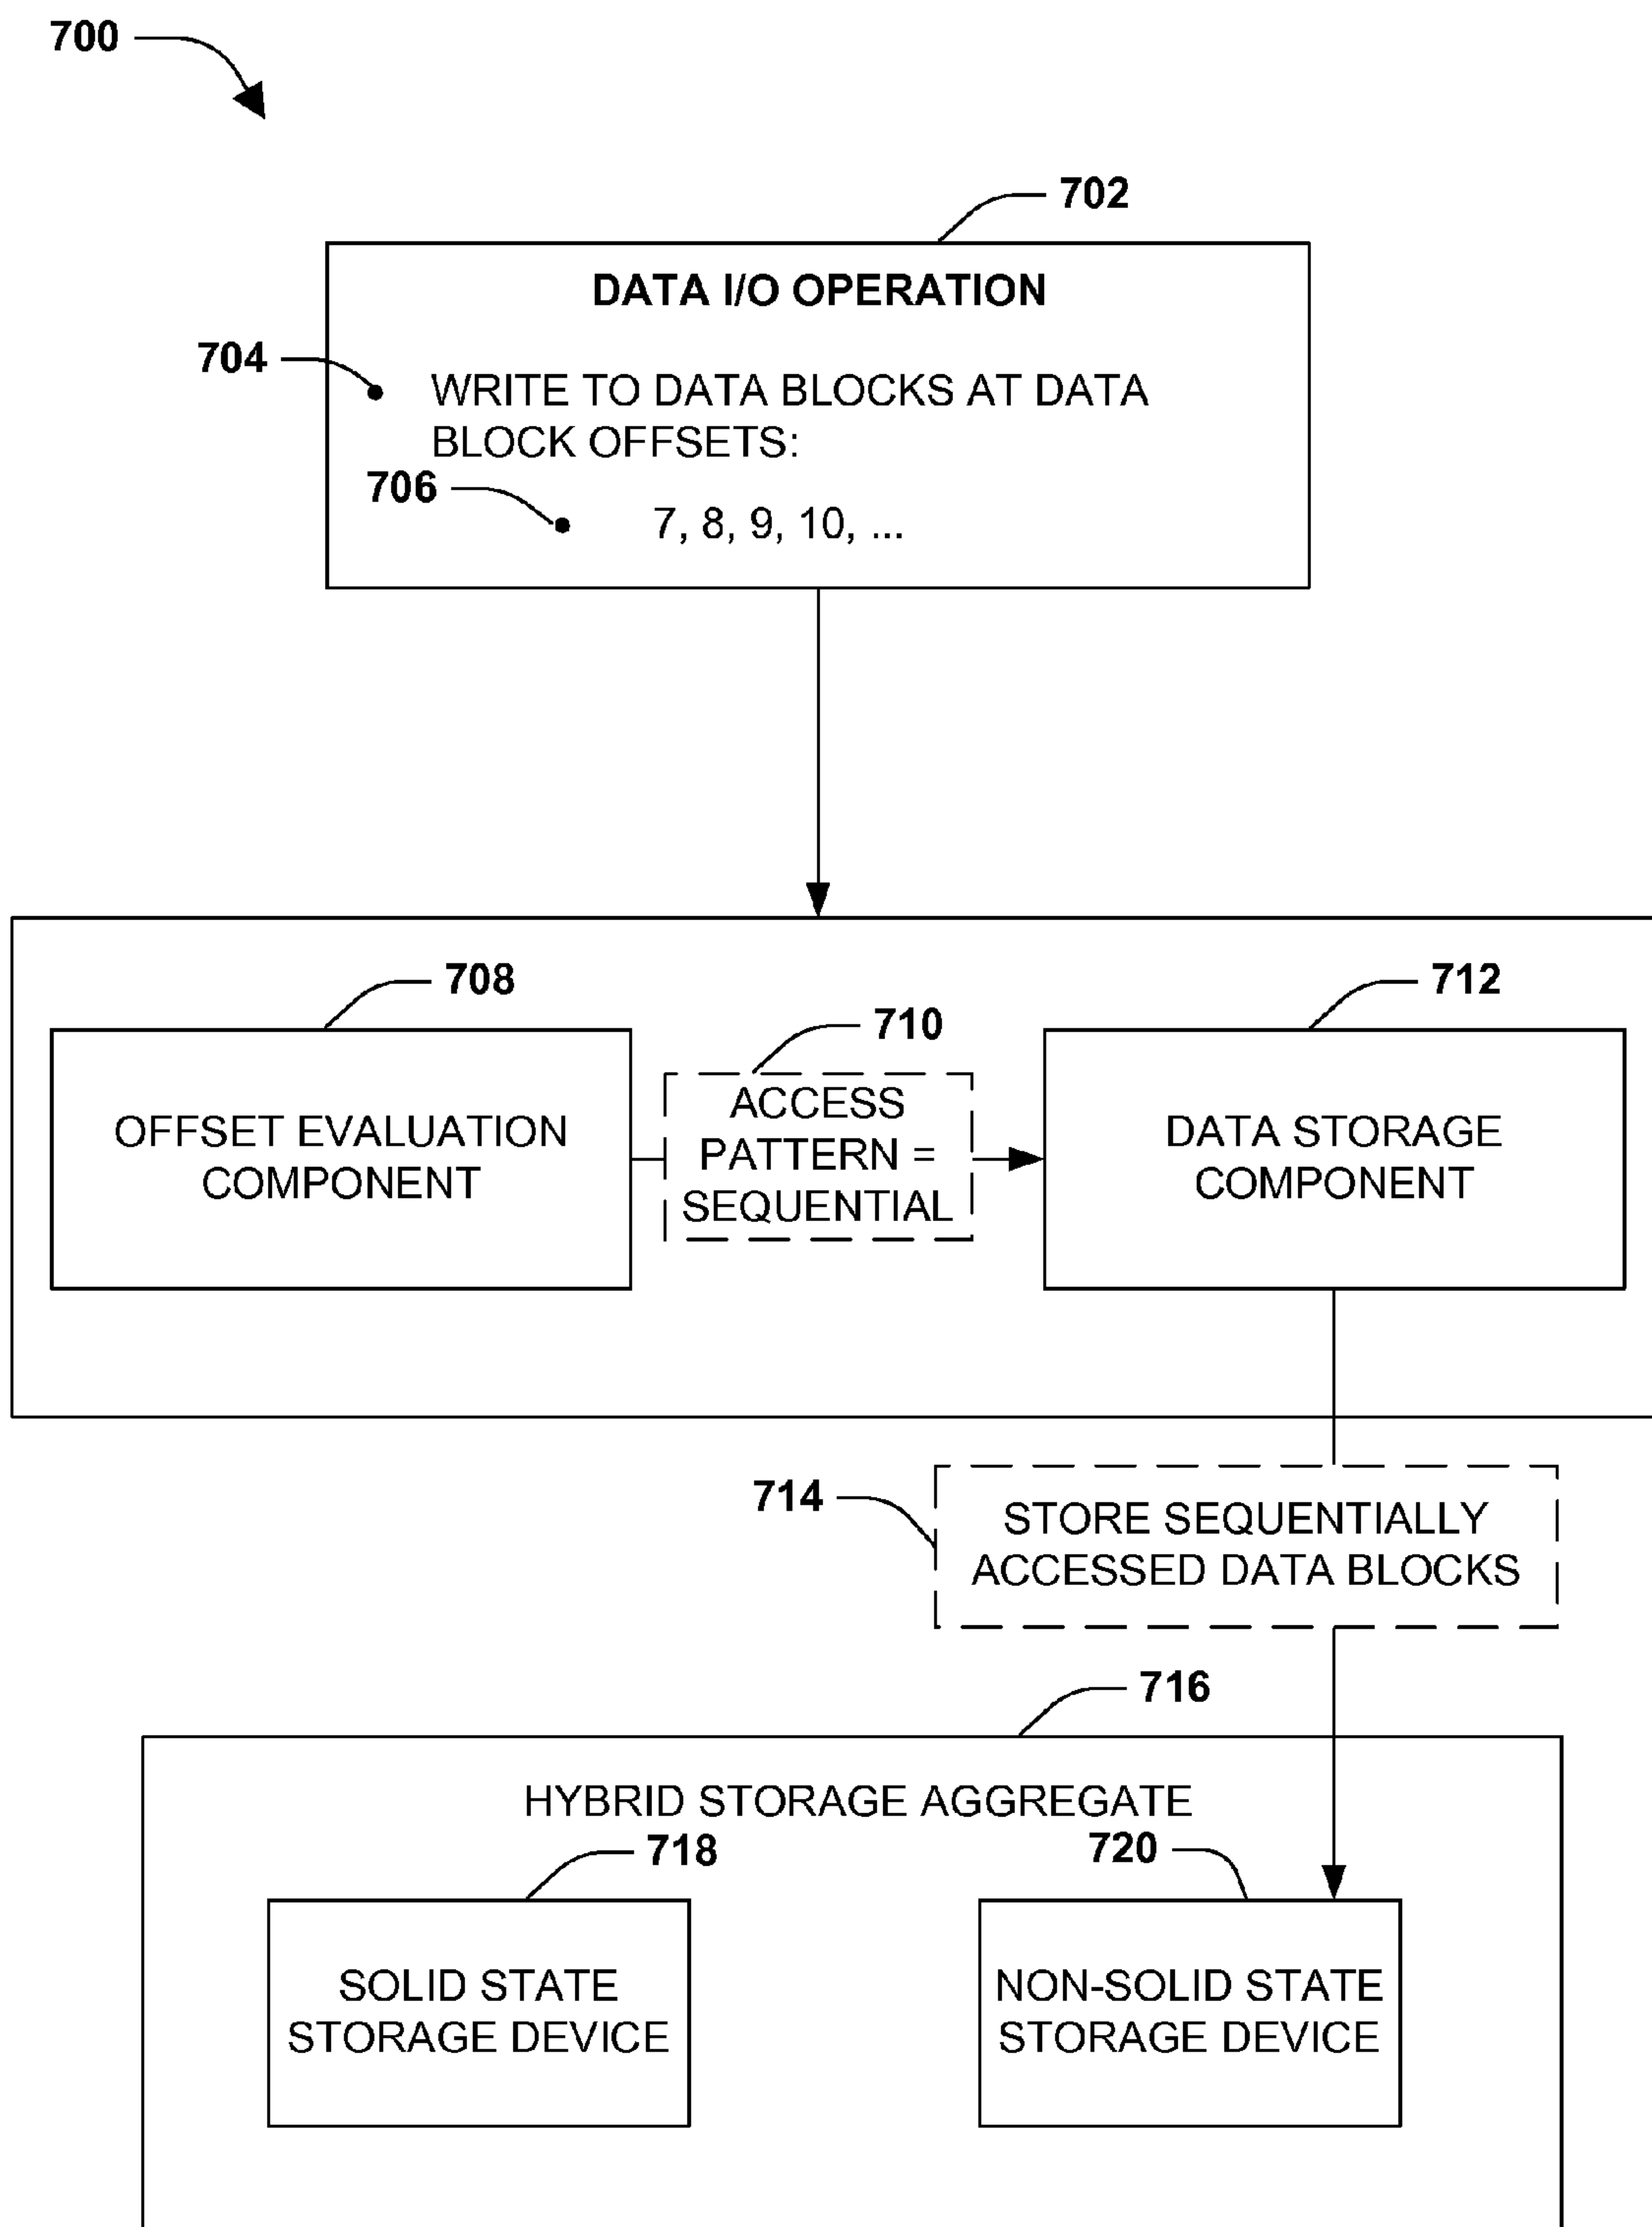 700
702
DATA I/O OPERATION
704
WRITE TO DATA BLOCKS AT DATA
BLOCK OFFSETS:
706
7, 8, 9, 10, ...
708
710
712
OFFSET EVALUATION
COMPONENT
ACCESS
PATTERN =
SEQUENTIAL
DATA STORAGE
COMPONENT
714
STORE SEQUENTIALLY
ACCESSED DATA BLOCKS
716
HYBRID STORAGE AGGREGATE
718
720
SOLID STATE
STORAGE DEVICE
NON-SOLID STATE
STORAGE DEVICE